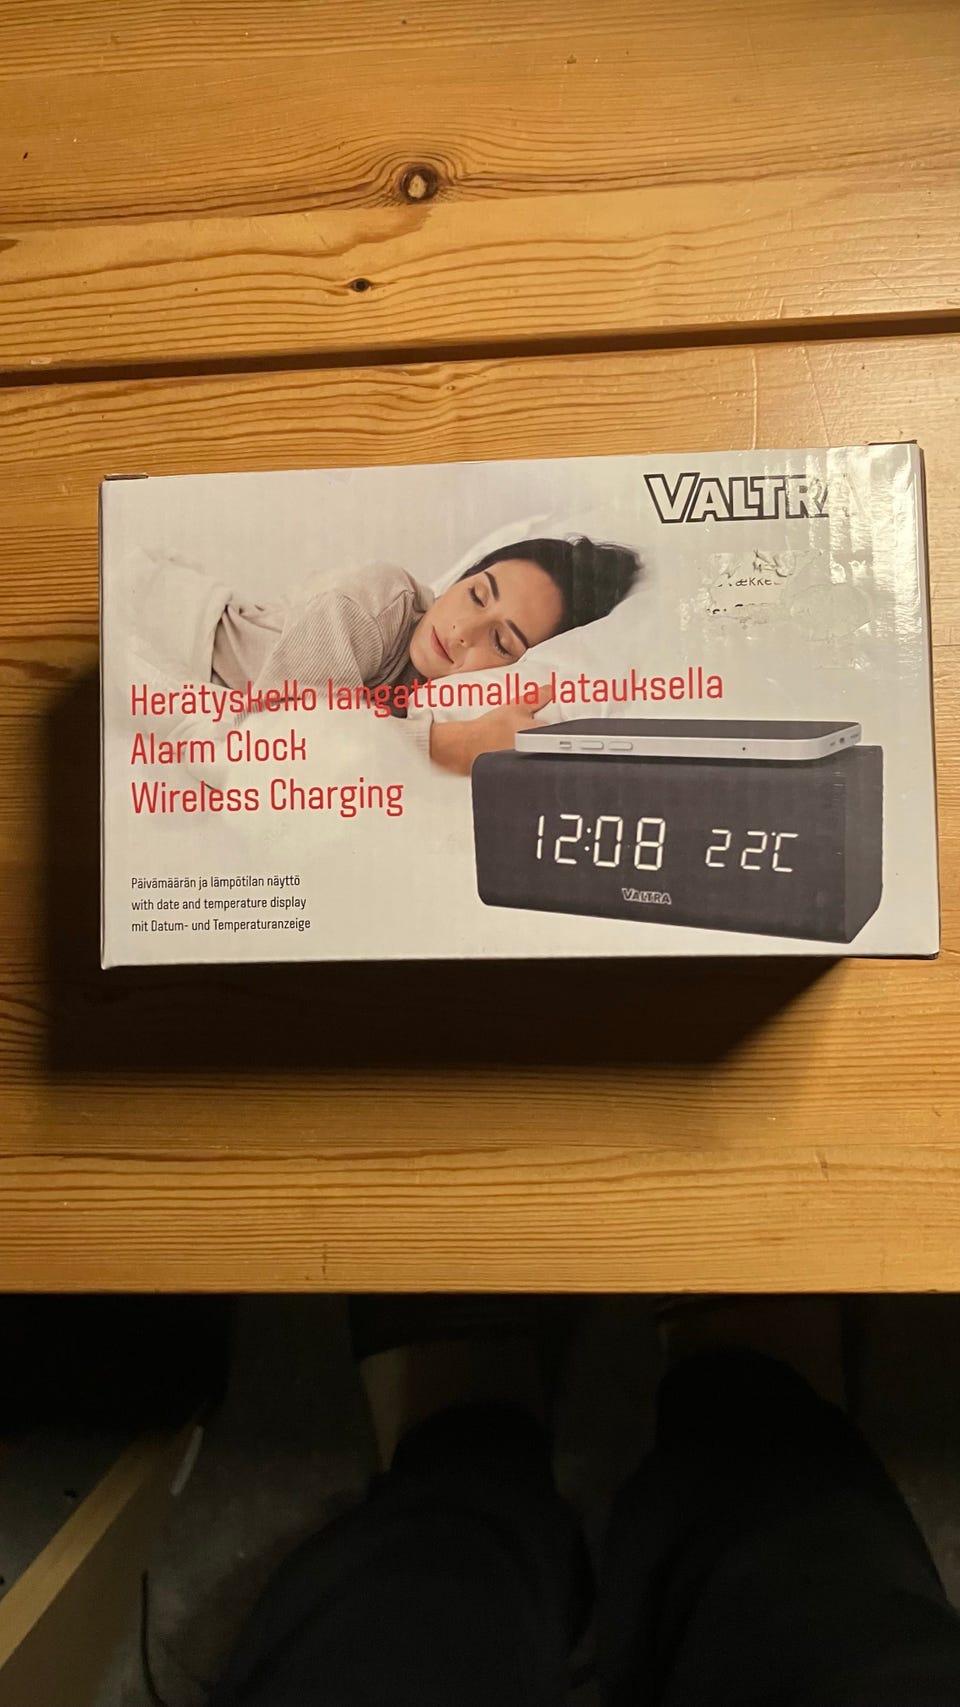 VALTRA
Herätyskello langattomalla latauksella
Alarm Clock
Wireless Charging
12:08 22°C
VALTRA
Päivämäärän ja lämpötilan näyttö
with date and temperature display
mit Datum- und Temperaturanzeige